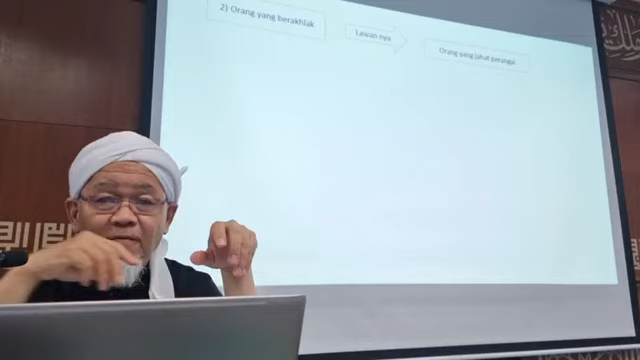 2) Orang yang berakhlak
Lawan nya
Orang yang jahat perangai